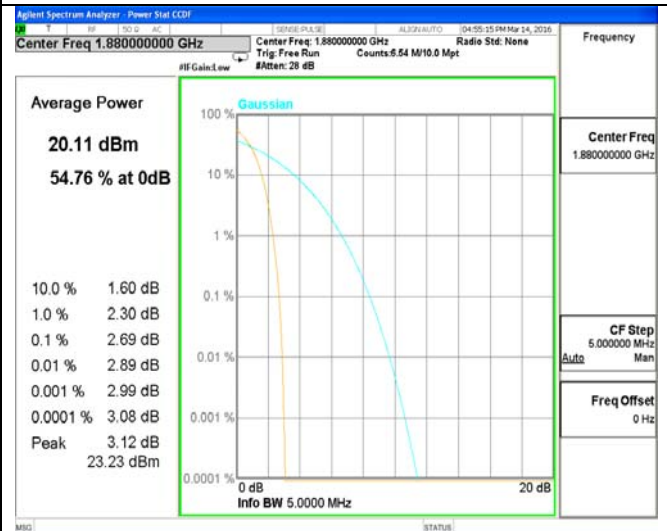 Agilent Spectrum Analyzer - Power Stat CCDF
T RF 50 Ω AC SENSE:PULSE ALIGN AUTO 04:55:15 PM Mar 14, 2016
Center Freq 1.880000000 GHz
Center Freq: 1.880000000 GHz Radio Std: None
Trig: Free Run Counts:6.54 M/10.0 Mpt
#IFGain:Low #Atten: 28 dB
Frequency
Average Power
20.11 dBm
54.76 % at 0dB
10.0 % 1.60 dB
1.0 % 2.30 dB
0.1 % 2.69 dB
0.01 % 2.89 dB
0.001 % 2.99 dB
0.0001 % 3.08 dB
Peak 3.12 dB
23.23 dBm
Gaussian
100 %
10 %
1 %
0.1 %
0.01 %
0.001 %
0.0001 %
0 dB 20 dB
Info BW 5.0000 MHz
Center Freq
1.880000000 GHz
CF Step
5.000000 MHz
Auto Man
Freq Offset
0 Hz
MSG STATUS